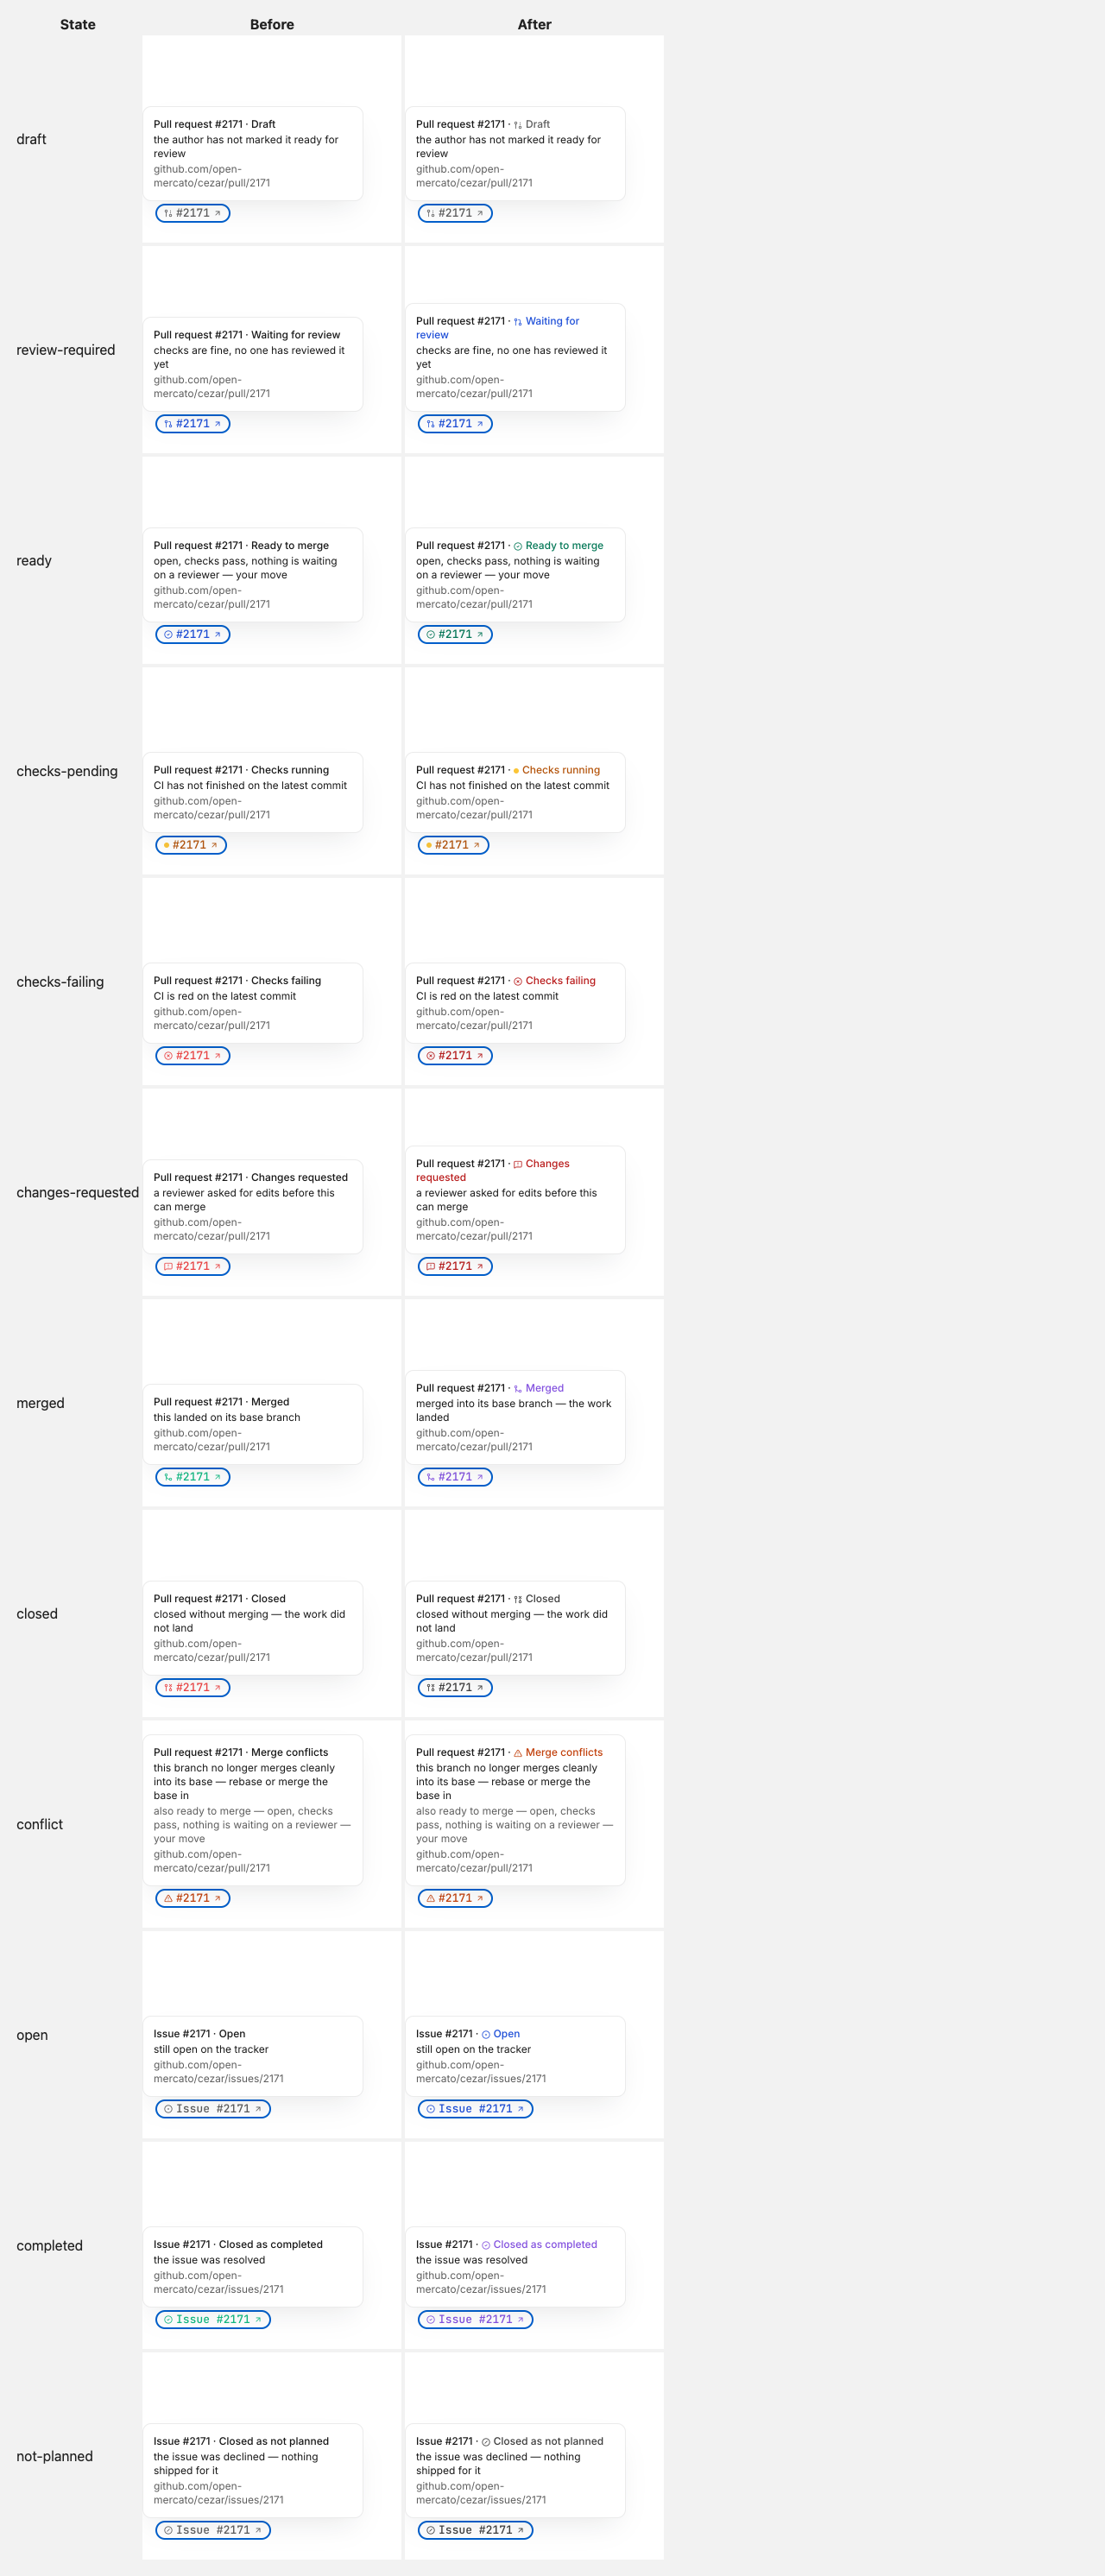 State Before After
draft
Pull request #2171 · Draft
the author has not marked it ready for
review
github.com/open-
mercato/cezar/pull/2171
#2171
Pull request #2171 · Draft
the author has not marked it ready for
review
github.com/open-
mercato/cezar/pull/2171
#2171
review-required
Pull request #2171 · Waiting for review
checks are fine, no one has reviewed it
yet
github.com/open-
mercato/cezar/pull/2171
#2171
Pull request #2171 · Waiting for
review
checks are fine, no one has reviewed it
yet
github.com/open-
mercato/cezar/pull/2171
#2171
ready
Pull request #2171 · Ready to merge
open, checks pass, nothing is waiting
on a reviewer — your move
github.com/open-
mercato/cezar/pull/2171
#2171
Pull request #2171 · Ready to merge
open, checks pass, nothing is waiting
on a reviewer — your move
github.com/open-
mercato/cezar/pull/2171
#2171
checks-pending
Pull request #2171 · Checks running
CI has not finished on the latest commit
github.com/open-
mercato/cezar/pull/2171
#2171
Pull request #2171 · Checks running
CI has not finished on the latest commit
github.com/open-
mercato/cezar/pull/2171
#2171
checks-failing
Pull request #2171 · Checks failing
CI is red on the latest commit
github.com/open-
mercato/cezar/pull/2171
#2171
Pull request #2171 · Checks failing
CI is red on the latest commit
github.com/open-
mercato/cezar/pull/2171
#2171
changes-requested
Pull request #2171 · Changes requested
a reviewer asked for edits before this
can merge
github.com/open-
mercato/cezar/pull/2171
#2171
Pull request #2171 · Changes
requested
a reviewer asked for edits before this
can merge
github.com/open-
mercato/cezar/pull/2171
#2171
merged
Pull request #2171 · Merged
this landed on its base branch
github.com/open-
mercato/cezar/pull/2171
#2171
Pull request #2171 · Merged
merged into its base branch — the work
landed
github.com/open-
mercato/cezar/pull/2171
#2171
closed
Pull request #2171 · Closed
closed without merging — the work did
not land
github.com/open-
mercato/cezar/pull/2171
#2171
Pull request #2171 · Closed
closed without merging — the work did
not land
github.com/open-
mercato/cezar/pull/2171
#2171
conflict
Pull request #2171 · Merge conflicts
this branch no longer merges cleanly
into its base — rebase or merge the
base in
also ready to merge — open, checks
pass, nothing is waiting on a reviewer —
your move
github.com/open-
mercato/cezar/pull/2171
#2171
Pull request #2171 · Merge conflicts
this branch no longer merges cleanly
into its base — rebase or merge the
base in
also ready to merge — open, checks
pass, nothing is waiting on a reviewer —
your move
github.com/open-
mercato/cezar/pull/2171
#2171
open
Issue #2171 · Open
still open on the tracker
github.com/open-
mercato/cezar/issues/2171
Issue #2171
Issue #2171 · Open
still open on the tracker
github.com/open-
mercato/cezar/issues/2171
Issue #2171
completed
Issue #2171 · Closed as completed
the issue was resolved
github.com/open-
mercato/cezar/issues/2171
Issue #2171
Issue #2171 · Closed as completed
the issue was resolved
github.com/open-
mercato/cezar/issues/2171
Issue #2171
not-planned
Issue #2171 · Closed as not planned
the issue was declined — nothing
shipped for it
github.com/open-
mercato/cezar/issues/2171
Issue #2171
Issue #2171 · Closed as not planned
the issue was declined — nothing
shipped for it
github.com/open-
mercato/cezar/issues/2171
Issue #2171